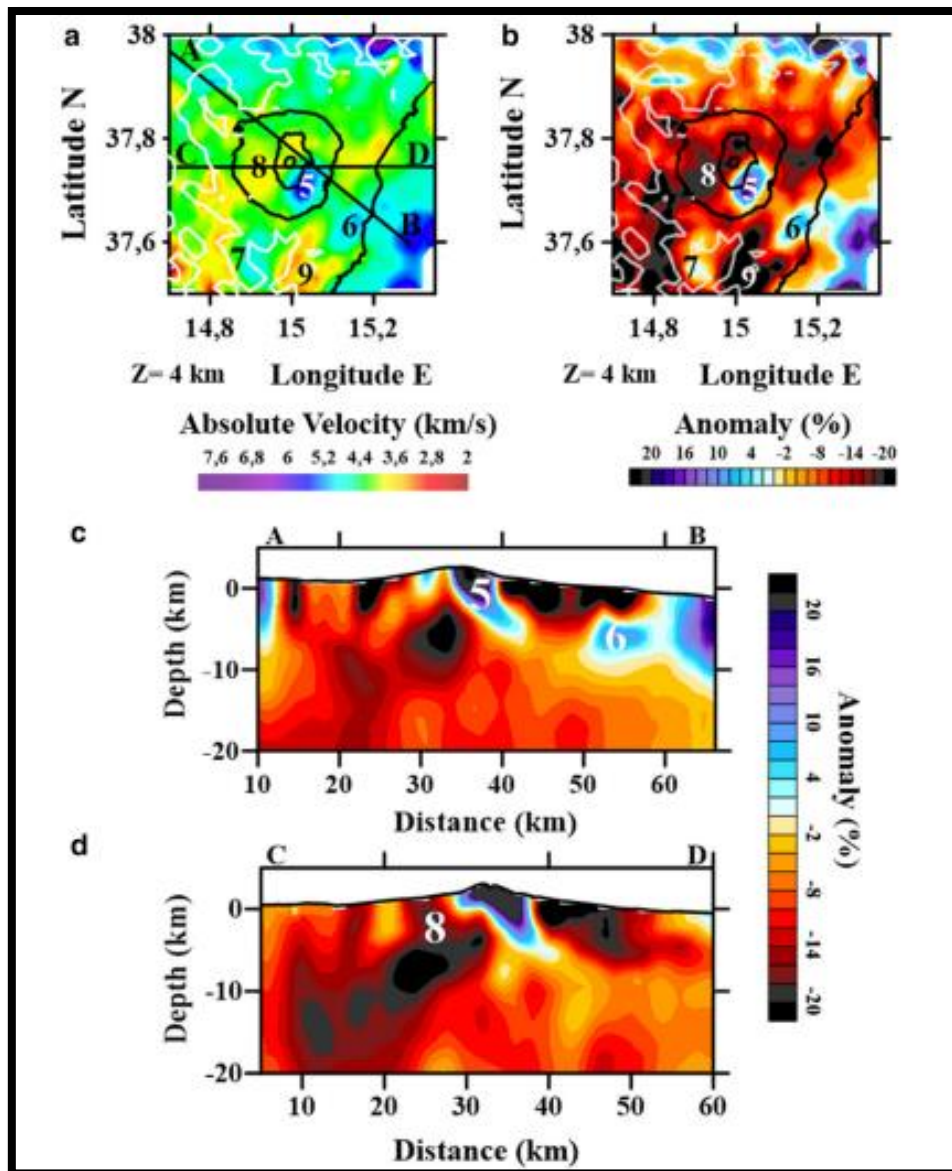 a
38
A
Latitude N
37,8
C
D
8
5
B
6
37,6
7
9
14,8
15
15,2
Z= 4 km
Longitude E
Absolute Velocity (km/s)
7,6 6,8 6 5,2 4,4 3,6 2,8 2
b
38
Latitude N
37,8
8
5
6
37,6
7
9
14,8
15
15,2
Z= 4 km
Longitude E
Anomaly (%)
20 16 10 4 -2 -8 -14 -20
c
A
B
0
5
6
-10
-20
Depth (km)
10 20 30 40 50 60
Distance (km)
d
C
D
0
8
-10
-20
Depth (km)
10 20 30 40 50 60
Distance (km)
20
16
10
4
-2
-8
-14
-20
Anomaly (%)